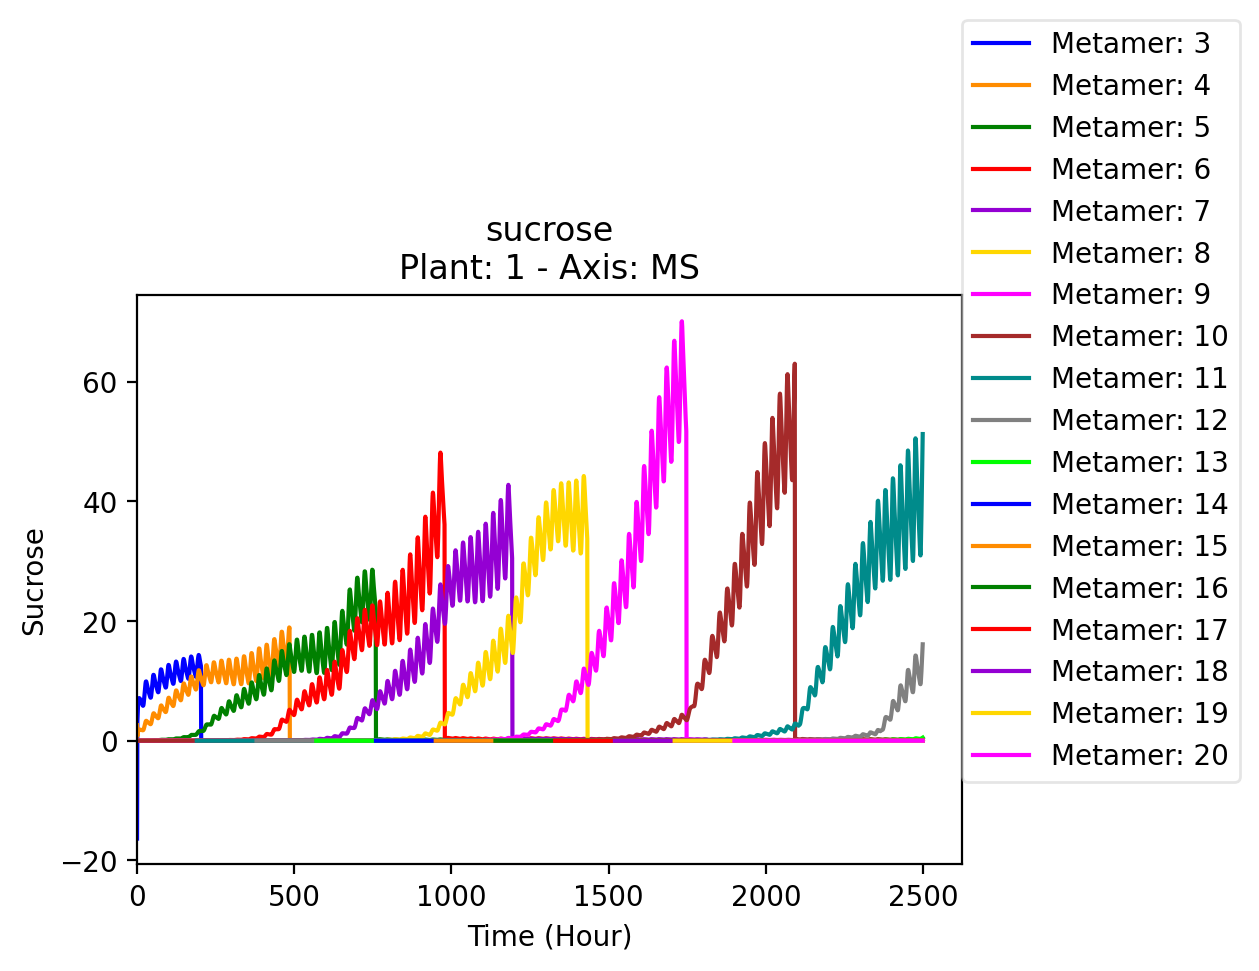 sucrose
Plant: 1 - Axis: MS
Sucrose
60
40
20
0
−20
0 500 1000 1500 2000 2500
Time (Hour)
Metamer: 3
Metamer: 4
Metamer: 5
Metamer: 6
Metamer: 7
Metamer: 8
Metamer: 9
Metamer: 10
Metamer: 11
Metamer: 12
Metamer: 13
Metamer: 14
Metamer: 15
Metamer: 16
Metamer: 17
Metamer: 18
Metamer: 19
Metamer: 20